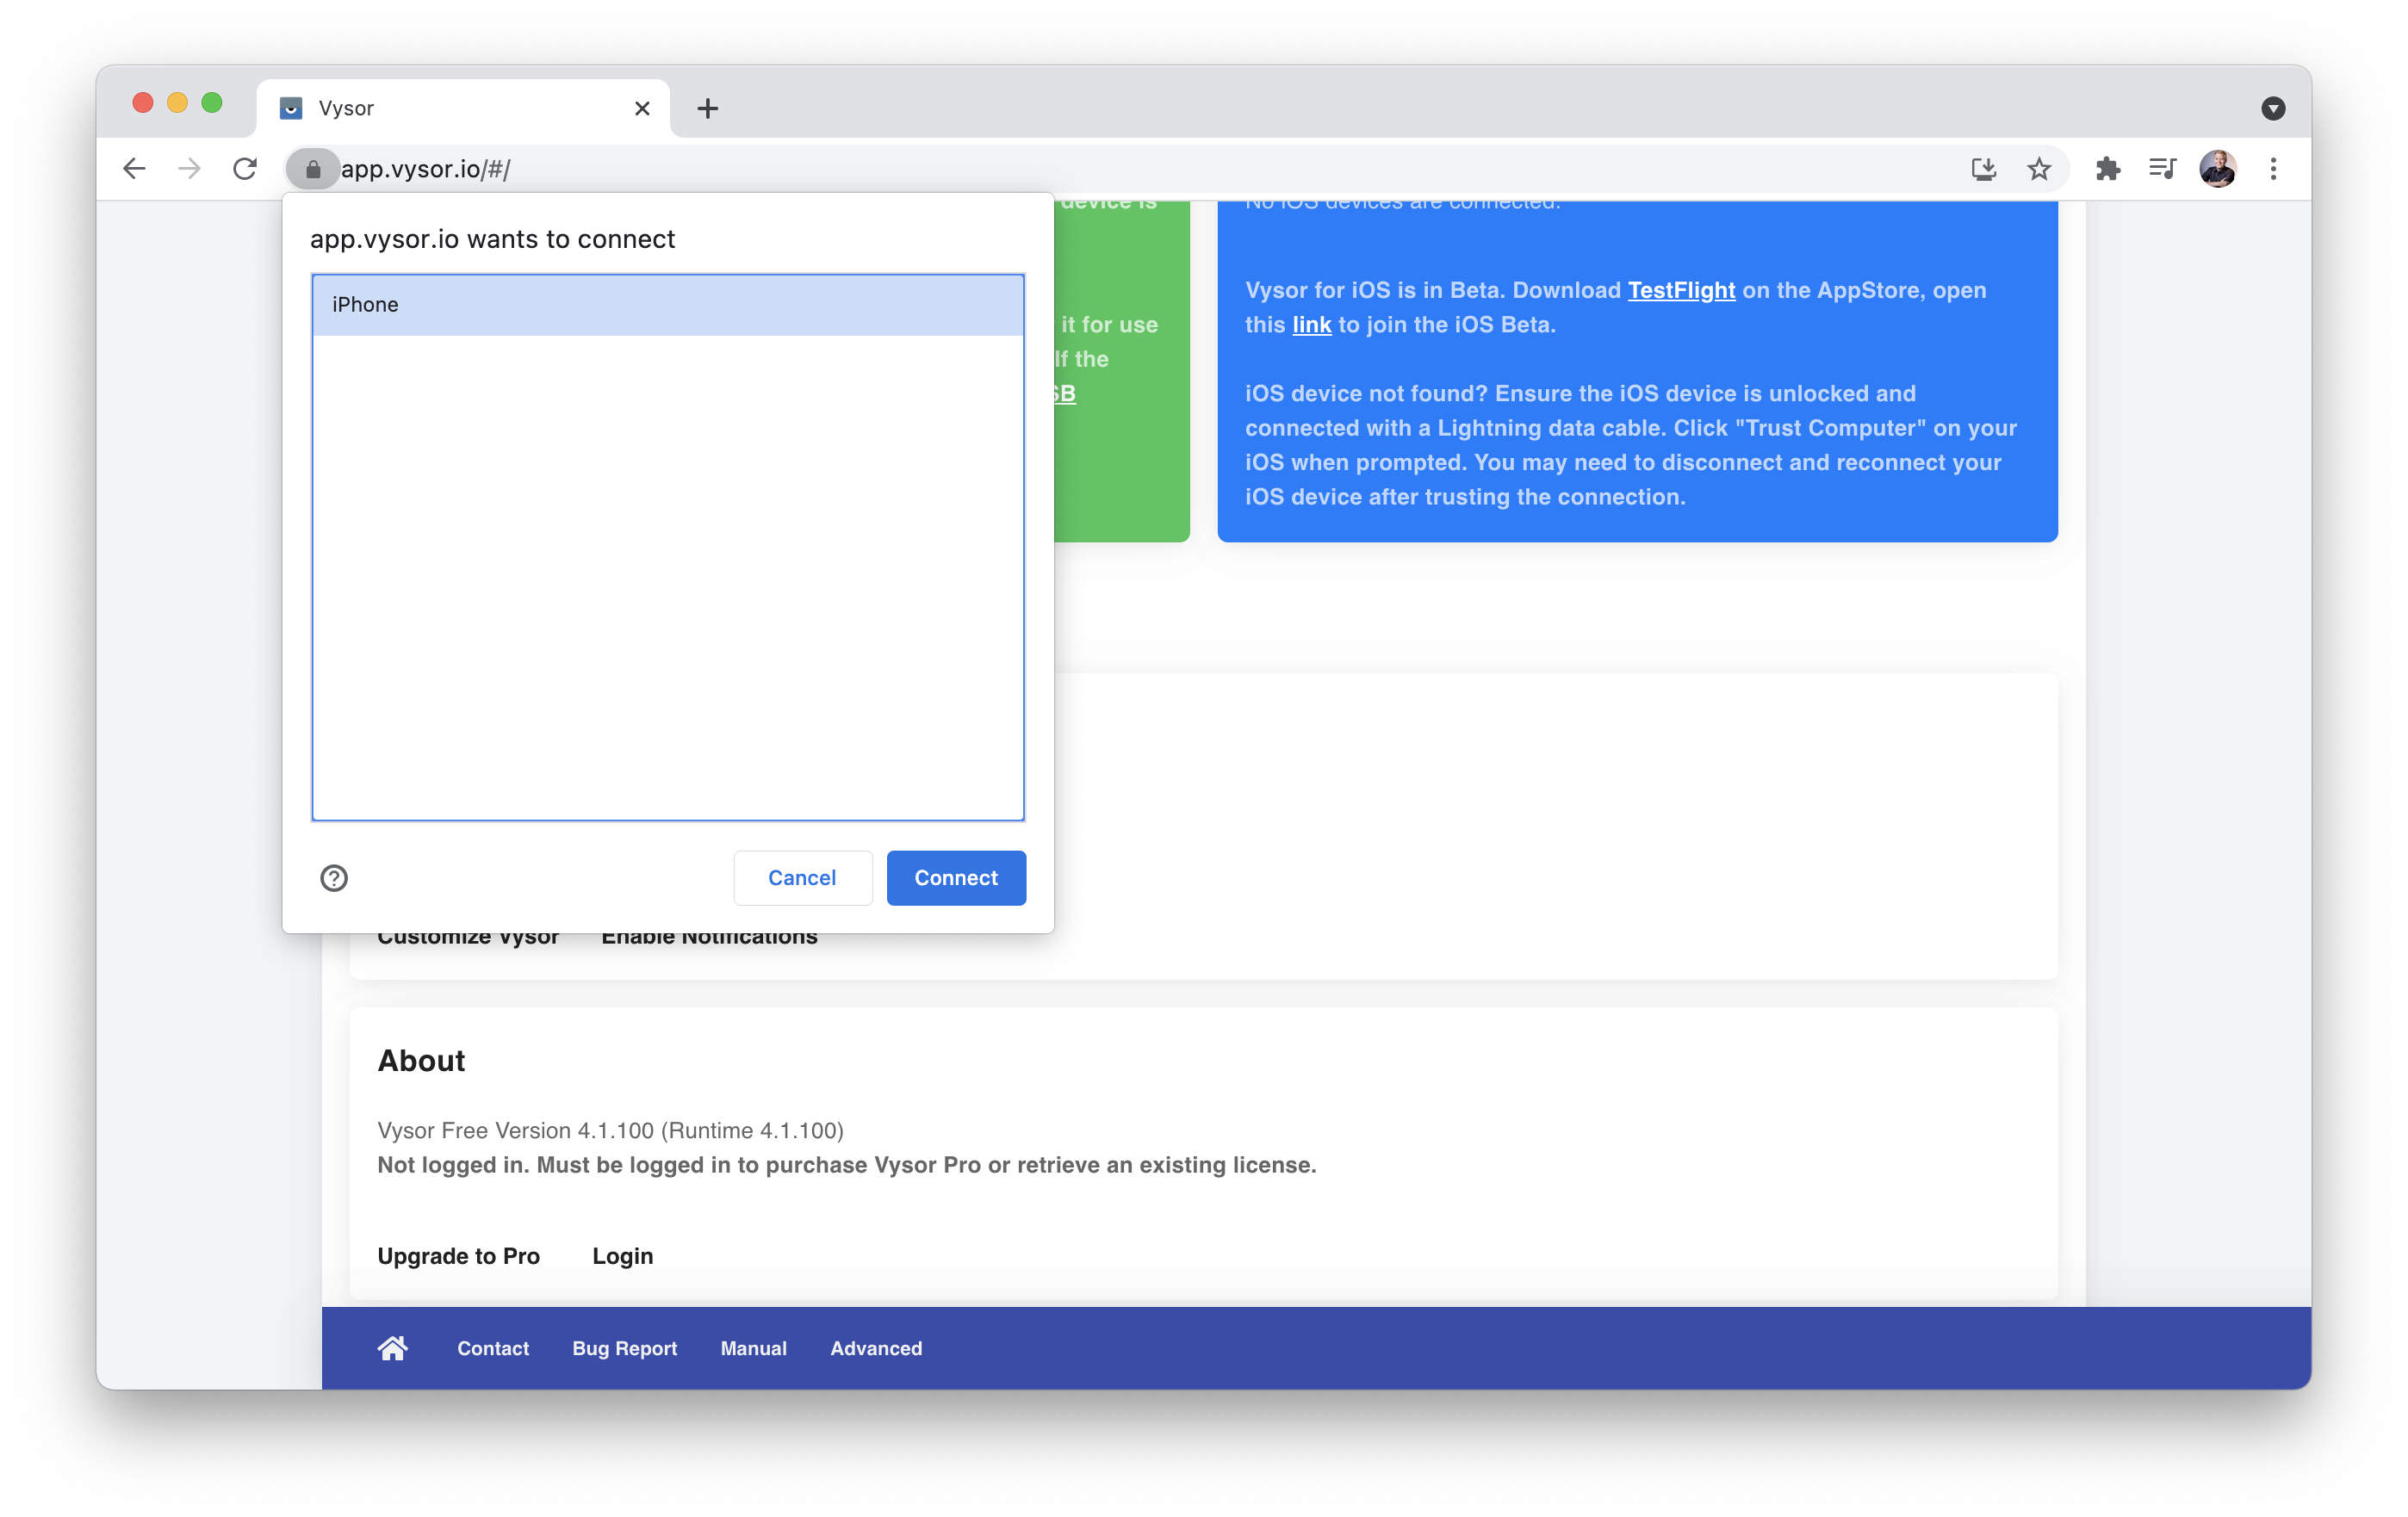 Vysor
app.vysor.io/#/
app.vysor.io wants to connect
iPhone
Cancel
Connect
device is
it for use
If the
SB
No iOS devices are connected.
Vysor for iOS is in Beta. Download TestFlight on the AppStore, open
this link to join the iOS Beta.
iOS device not found? Ensure the iOS device is unlocked and
connected with a Lightning data cable. Click "Trust Computer" on your
iOS when prompted. You may need to disconnect and reconnect your
iOS device after trusting the connection.
Customize Vysor Enable Notifications
About
Vysor Free Version 4.1.100 (Runtime 4.1.100)
Not logged in. Must be logged in to purchase Vysor Pro or retrieve an existing license.
Upgrade to Pro Login
Contact Bug Report Manual Advanced